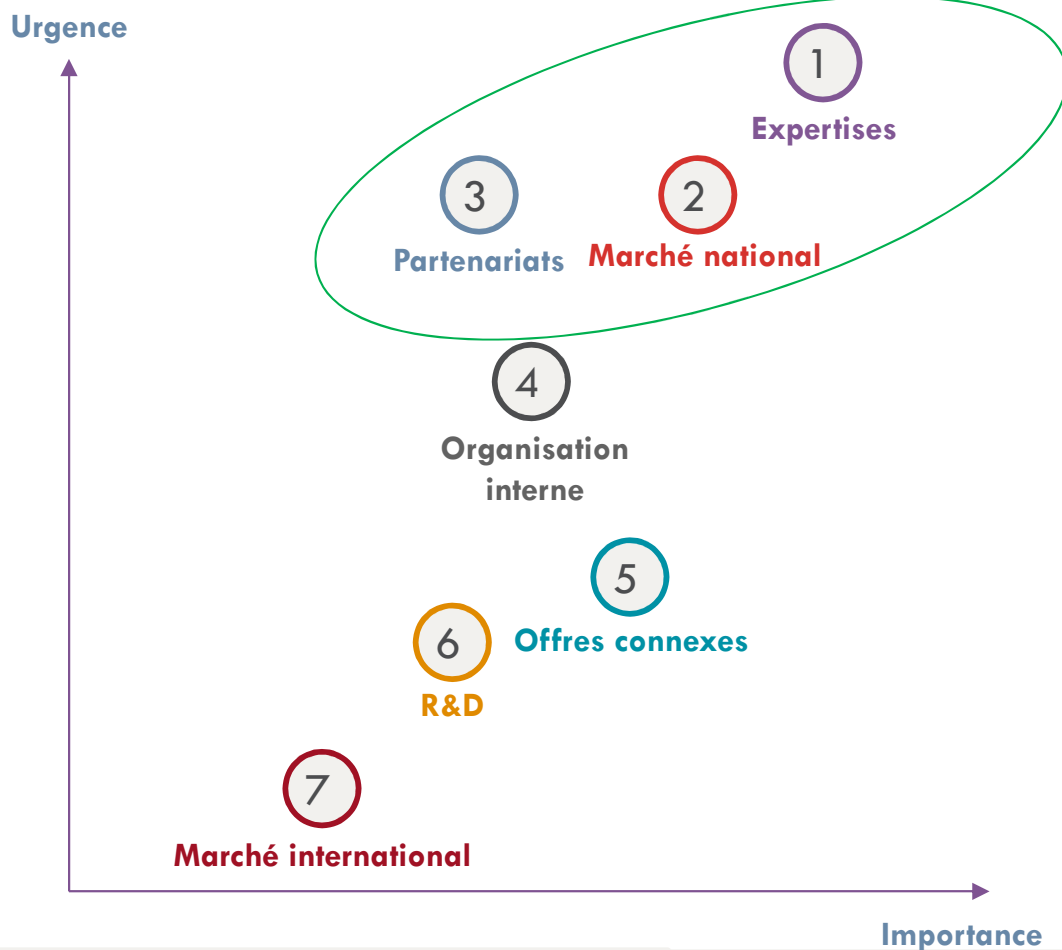 Urgence
1
Expertises
3
Partenariats
2
Marché national
4
Organisation
interne
5
Offres connexes
6
R&D
7
Marché international
Importance